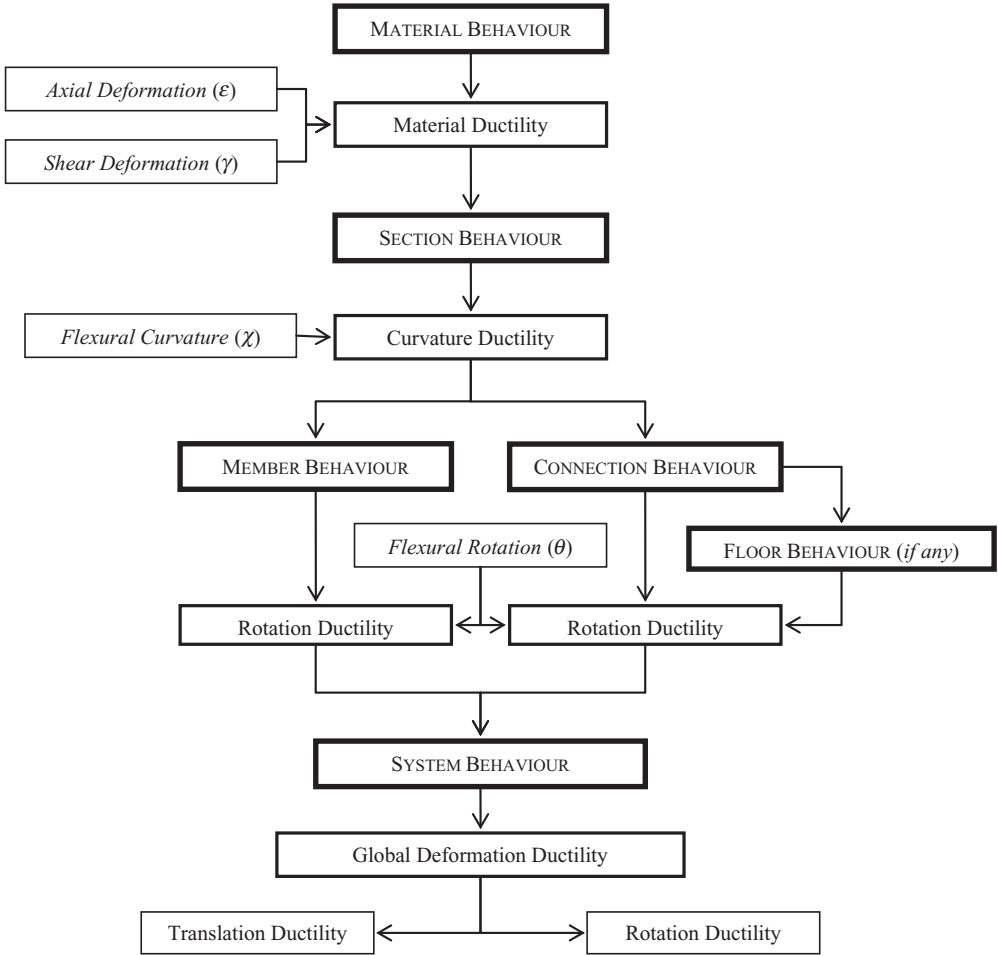 MATERIAL BEHAVIOUR
Axial Deformation (ε)
Material Ductility
Shear Deformation (γ)
SECTION BEHAVIOUR
Flexural Curvature (χ)
Curvature Ductility
MEMBER BEHAVIOUR
CONNECTION BEHAVIOUR
Flexural Rotation (θ)
FLOOR BEHAVIOUR (if any)
Rotation Ductility
Rotation Ductility
SYSTEM BEHAVIOUR
Global Deformation Ductility
Translation Ductility
Rotation Ductility